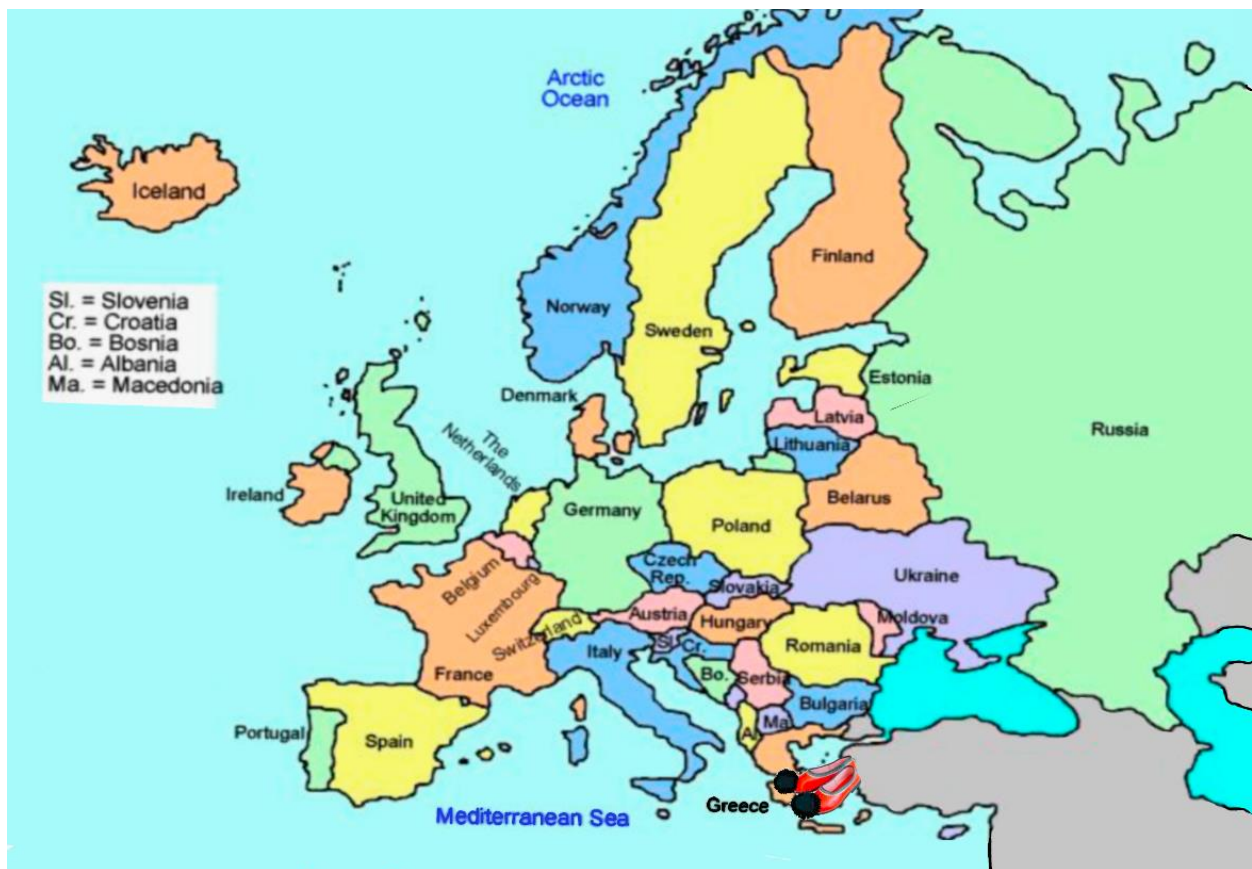 Arctic
Ocean
Iceland
Finland
Norway
Sweden
Sl. = Slovenia
Cr. = Croatia
Bo. = Bosnia
Al. = Albania
Ma. = Macedonia
Estonia
Denmark
Latvia
Russia
Lithuania
The
Netherlands
Ireland
United
Kingdom
Germany
Poland
Belarus
Belgium
Luxembourg
Switzerland
Czech
Rep.
Slovakia
Ukraine
Austria
Hungary
Moldova
Romania
Italy
Sl.
Cr.
France
Bo.
Serbia
Bulgaria
Portugal
Spain
Al
Ma
Greece
Mediterranean Sea